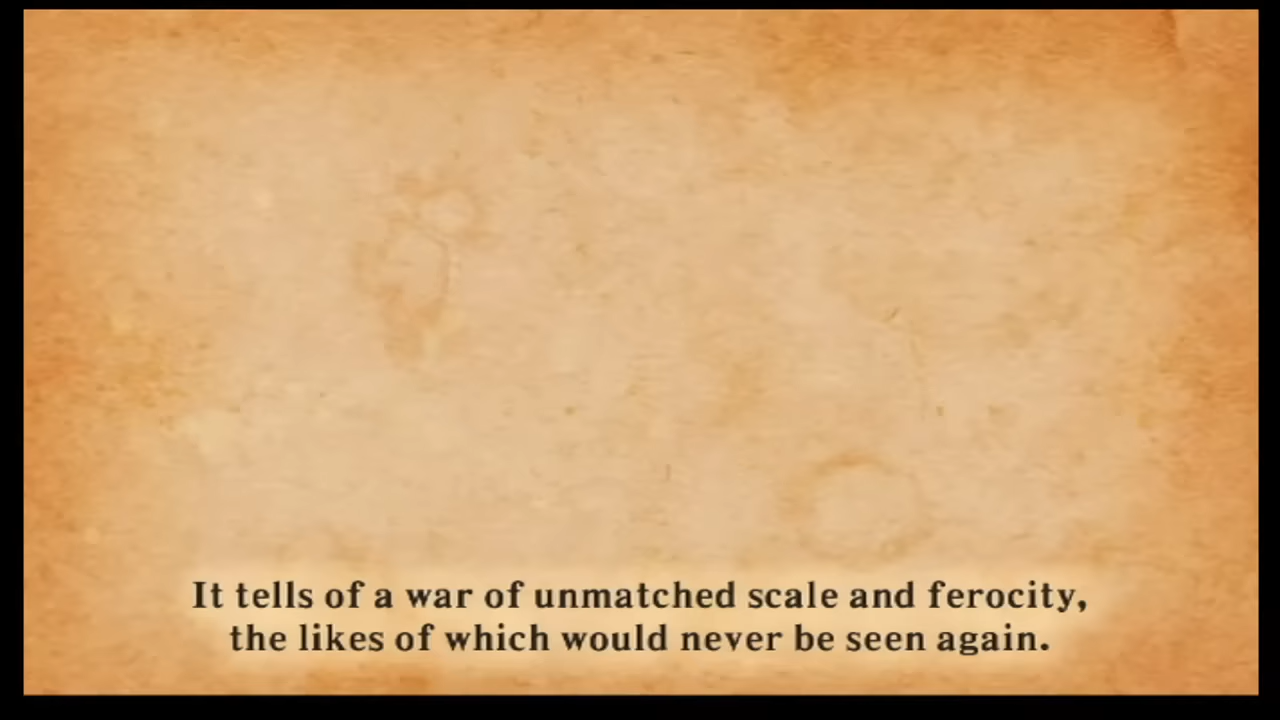 It tells of a war of unmatched scale and ferocity,
the likes of which would never be seen again.